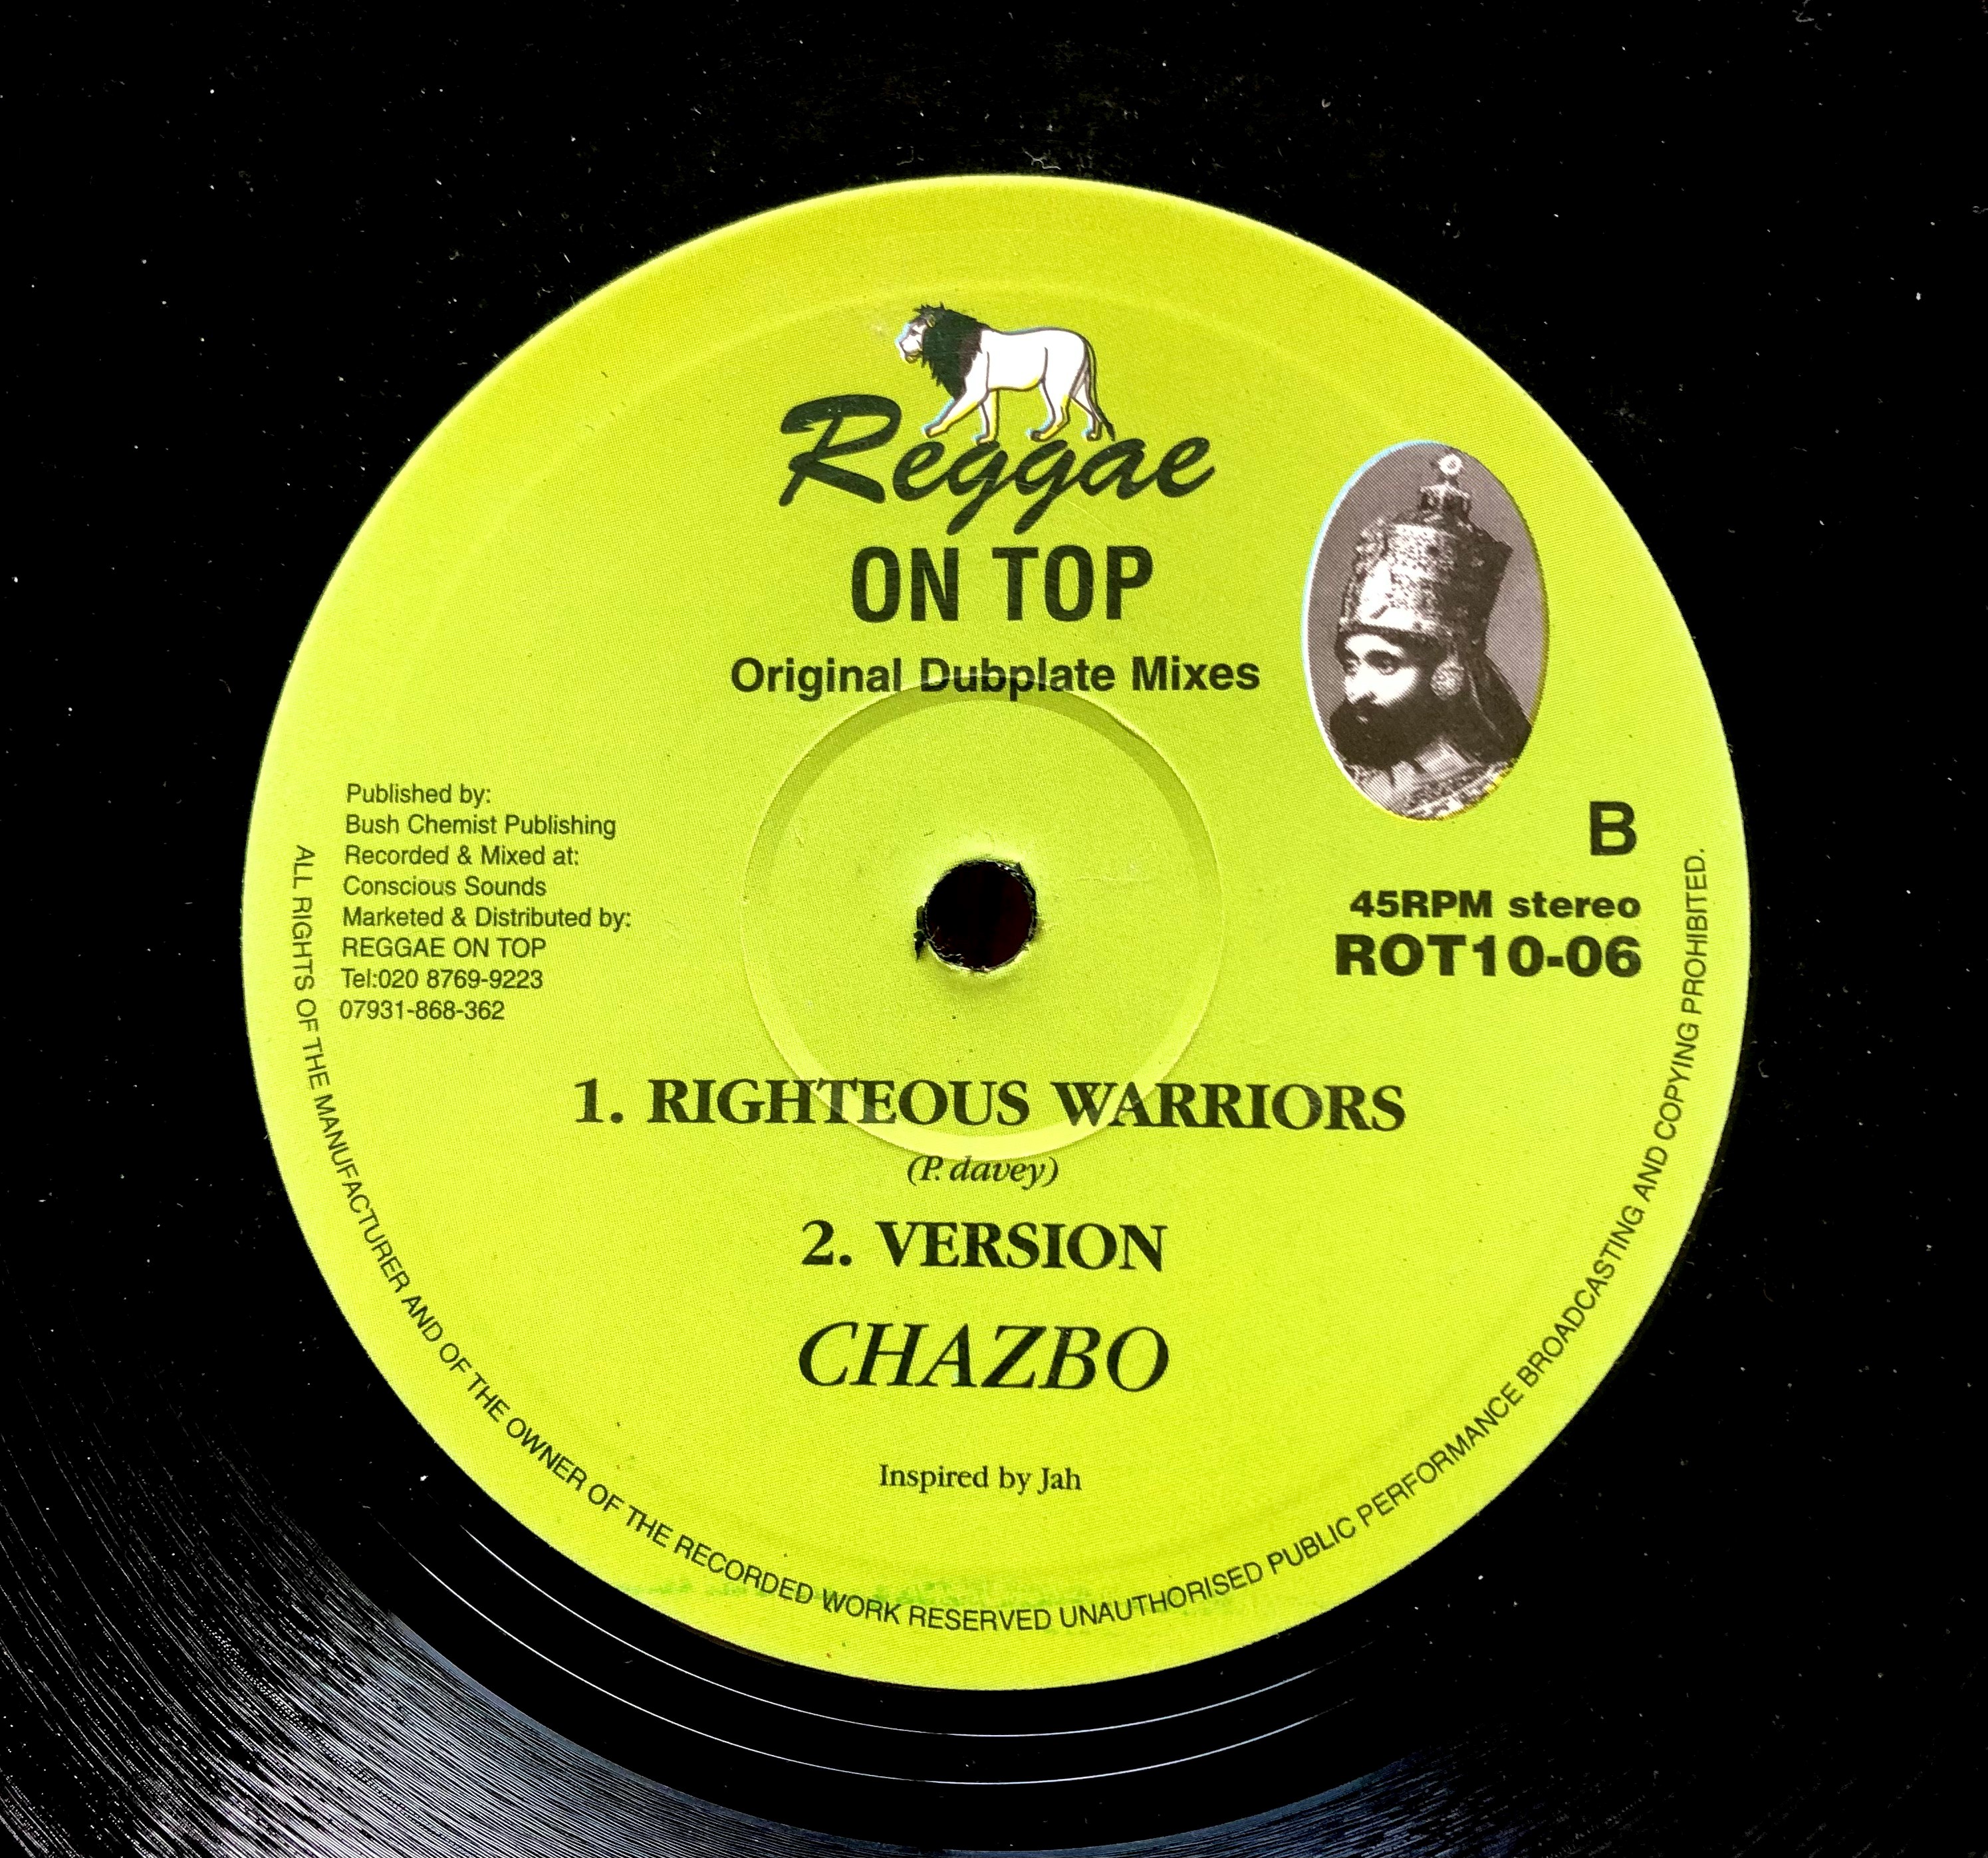 Reggae
ON TOP
Original Dubplate Mixes
Published by:
Bush Chemist Publishing
Recorded & Mixed at:
Conscious Sounds
Marketed & Distributed by:
REGGAE ON TOP
Tel:020 8769-9223
07931-868-362
B
45RPM stereo
ROT10-06
1. RIGHTEOUS WARRIORS
(P. davey)
2. VERSION
CHAZBO
Inspired by Jah
ALL RIGHTS OF THE MANUFACTURER AND OF THE OWNER OF THE RECORDED WORK RESERVED UNAUTHORISED PUBLIC PERFORMANCE BROADCASTING AND COPYING PROHIBITED.